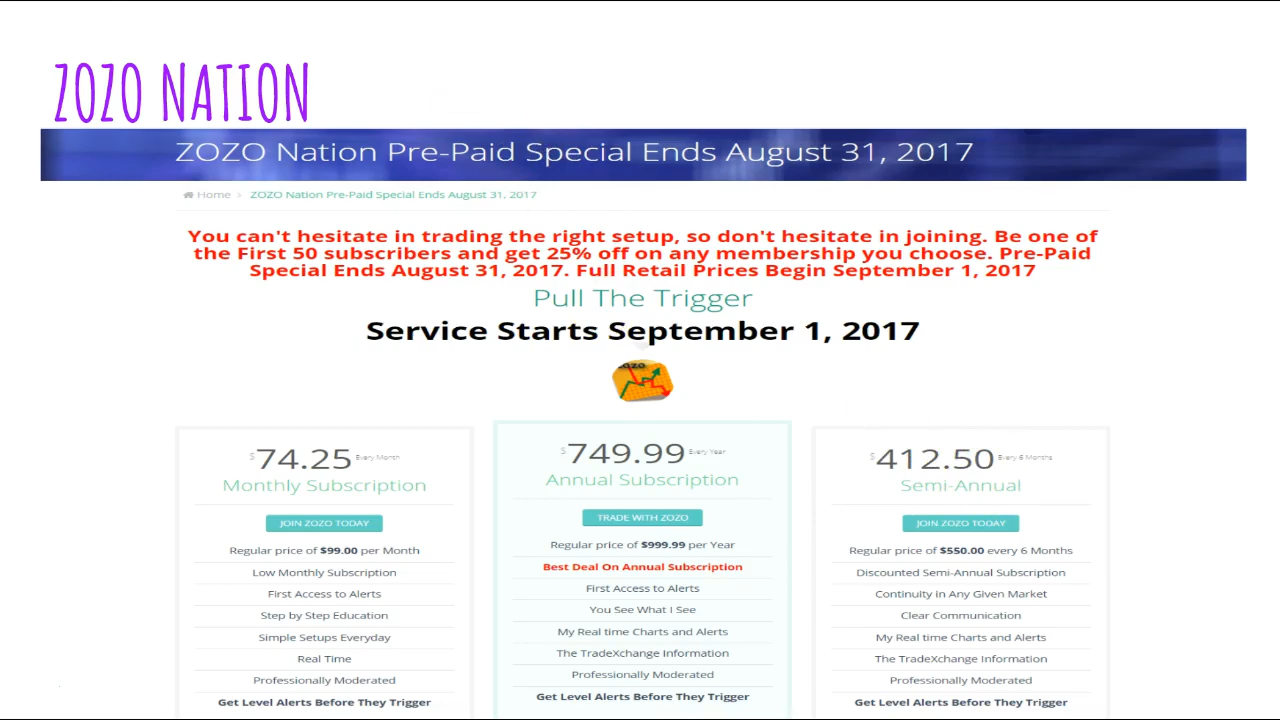 ZOZO NATION
ZOZO Nation Pre-Paid Special Ends August 31, 2017
Home > ZOZO Nation Pre-Paid Special Ends August 31, 2017
You can't hesitate in trading the right setup, so don't hesitate in joining. Be one of
the First 50 subscribers and get 25% off on any membership you choose. Pre-Paid
Special Ends August 31, 2017. Full Retail Prices Begin September 1, 2017
Pull The Trigger
Service Starts September 1, 2017
ZOZO
$74.25 Every Month
Monthly Subscription
JOIN ZOZO TODAY
Regular price of $99.00 per Month
Low Monthly Subscription
First Access to Alerts
Step by Step Education
Simple Setups Everyday
Real Time
Professionally Moderated
Get Level Alerts Before They Trigger
$749.99 Every Year
Annual Subscription
TRADE WITH ZOZO
Regular price of $999.99 per Year
Best Deal On Annual Subscription
First Access to Alerts
You See What I See
My Real time Charts and Alerts
The TradeXchange Information
Professionally Moderated
Get Level Alerts Before They Trigger
$412.50 Every 6 Months
Semi-Annual
JOIN ZOZO TODAY
Regular price of $550.00 every 6 Months
Discounted Semi-Annual Subscription
Continuity in Any Given Market
Clear Communication
My Real time Charts and Alerts
The TradeXchange Information
Professionally Moderated
Get Level Alerts Before They Trigger